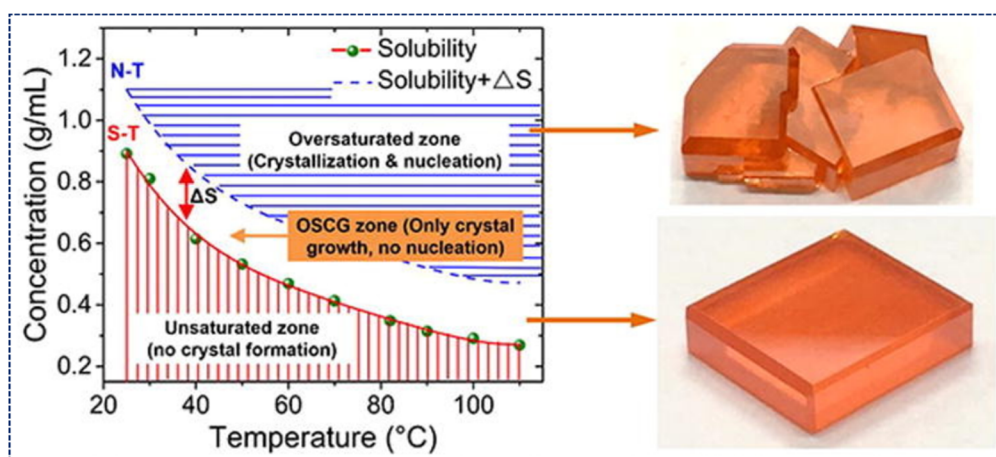 1.2
1.0
0.8
0.6
0.4
0.2
Concentration (g/mL)
N-T
S-T
Solubility
Solubility+△S
Oversaturated zone
(Crystallization & nucleation)
ΔS
OSCG zone (Only crystal
growth, no nucleation)
Unsaturated zone
(no crystal formation)
20 40 60 80 100
Temperature (°C)